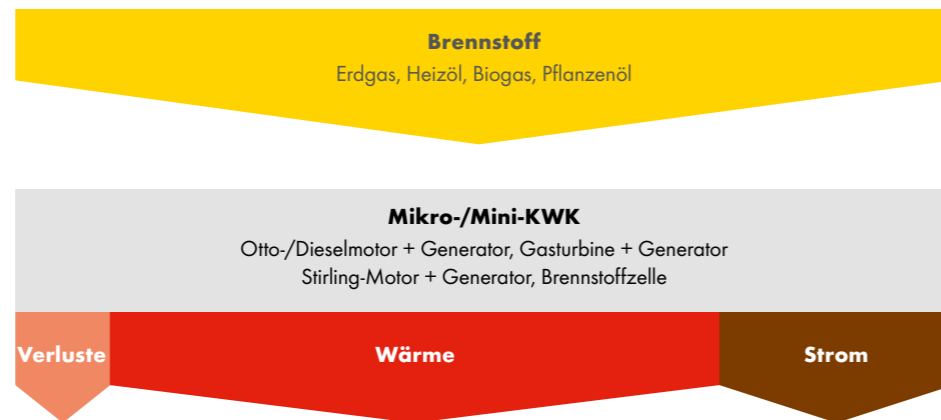 Brennstoff
Erdgas, Heizöl, Biogas, Pflanzenöl
Mikro-/Mini-KWK
Otto-/Dieselmotor + Generator, Gasturbine + Generator
Stirling-Motor + Generator, Brennstoffzelle
Verluste Wärme Strom